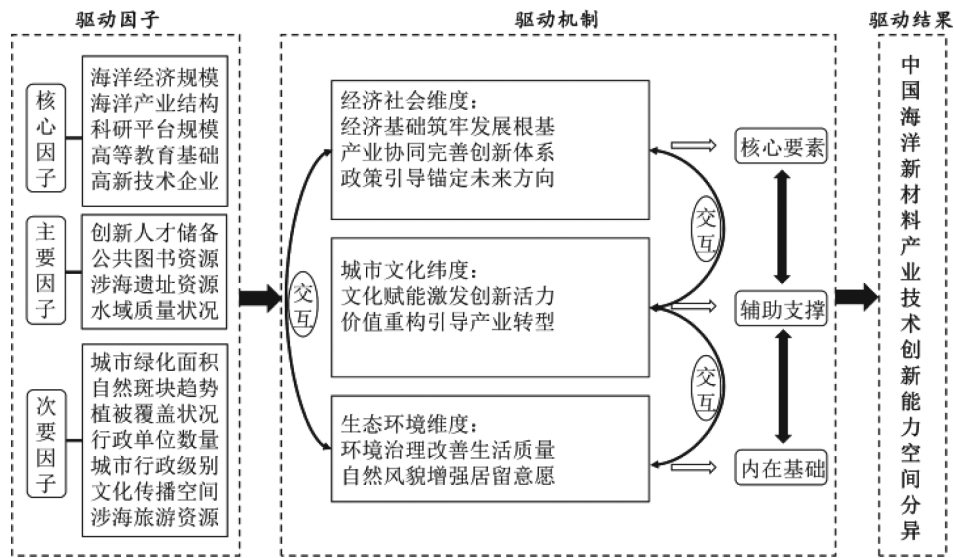 驱动因子
核心因子
海洋经济规模
海洋产业结构
科研平台规模
高等教育基础
高新技术企业
主要因子
创新人才储备
公共图书资源
涉海遗址资源
水域质量状况
次要因子
城市绿化面积
自然斑块趋势
植被覆盖状况
行政单位数量
城市行政级别
文化传播空间
涉海旅游资源
驱动机制
经济社会维度：
经济基础筑牢发展根基
产业协同完善创新体系
政策引导锚定未来方向
城市文化纬度：
文化赋能激发创新活力
价值重构引导产业转型
生态环境维度：
环境治理改善生活质量
自然风貌增强居留意愿
交互
交互
交互
核心要素
辅助支撑
内在基础
驱动结果
中国海洋新材料产业技术创新能力空间分异